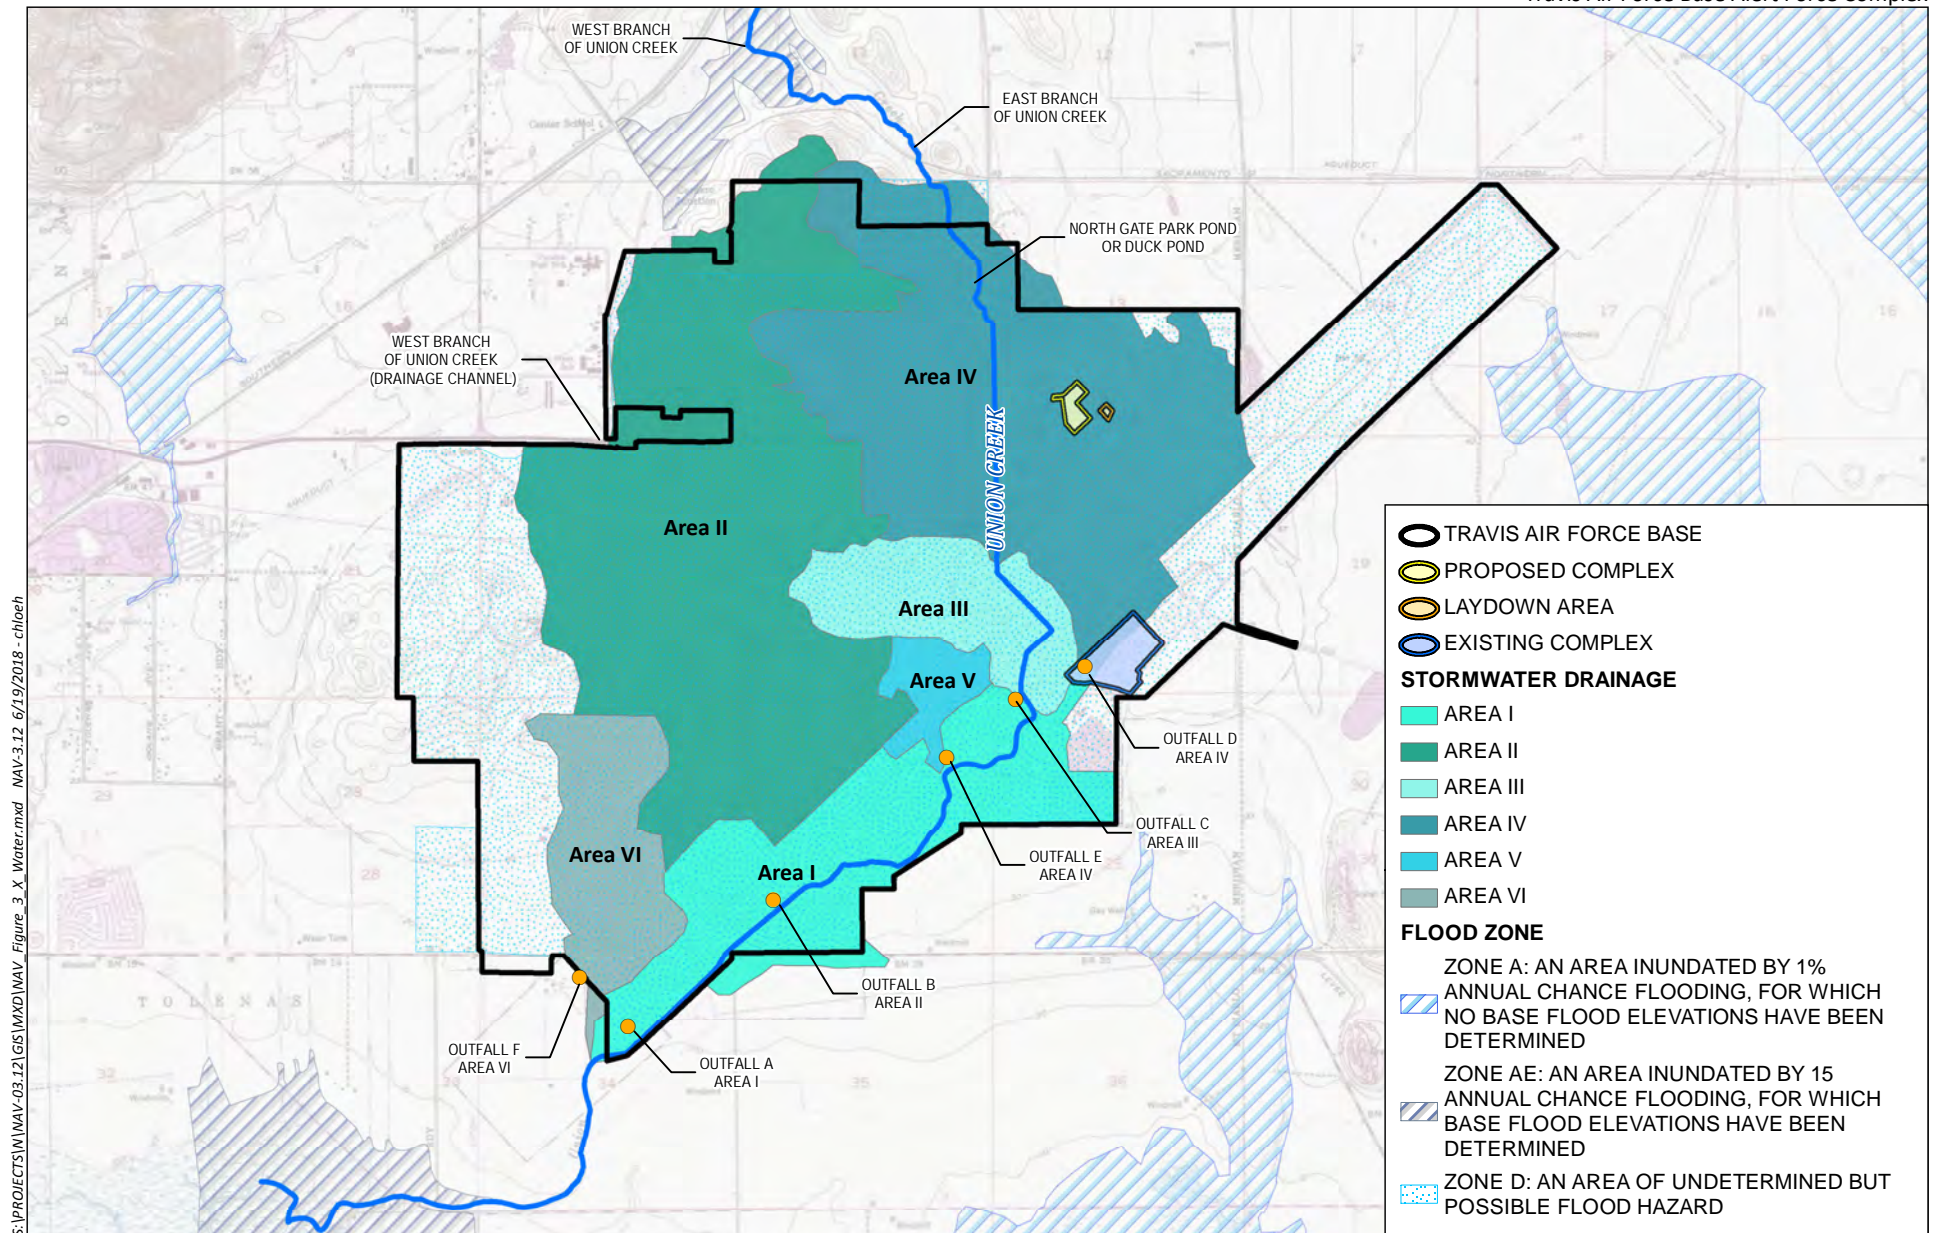 Travis Air Force Base Alert Force Complex
WEST BRANCH
OF UNION CREEK
EAST BRANCH
OF UNION CREEK
NORTH GATE PARK POND
OR DUCK POND
WEST BRANCH
OF UNION CREEK
(DRAINAGE CHANNEL)
Area IV
UNION CREEK
Area II
Area III
Area V
OUTFALL D
AREA IV
OUTFALL C
AREA III
OUTFALL E
AREA IV
Area VI
Area I
OUTFALL B
AREA II
OUTFALL F
AREA VI
OUTFALL A
AREA I
TOLENAS
TRAVIS AIR FORCE BASE
PROPOSED COMPLEX
LAYDOWN AREA
EXISTING COMPLEX
STORMWATER DRAINAGE
AREA I
AREA II
AREA III
AREA IV
AREA V
AREA VI
FLOOD ZONE
ZONE A: AN AREA INUNDATED BY 1%
ANNUAL CHANCE FLOODING, FOR WHICH
NO BASE FLOOD ELEVATIONS HAVE BEEN
DETERMINED
ZONE AE: AN AREA INUNDATED BY 15
ANNUAL CHANCE FLOODING, FOR WHICH
BASE FLOOD ELEVATIONS HAVE BEEN
DETERMINED
ZONE D: AN AREA OF UNDETERMINED BUT
POSSIBLE FLOOD HAZARD
S:\PROJECTS\N\NAV-03.12\GIS\MXD\NAV_Figure_3_X_Water.mxd NAV-3.12 6/19/2018 - chloeh